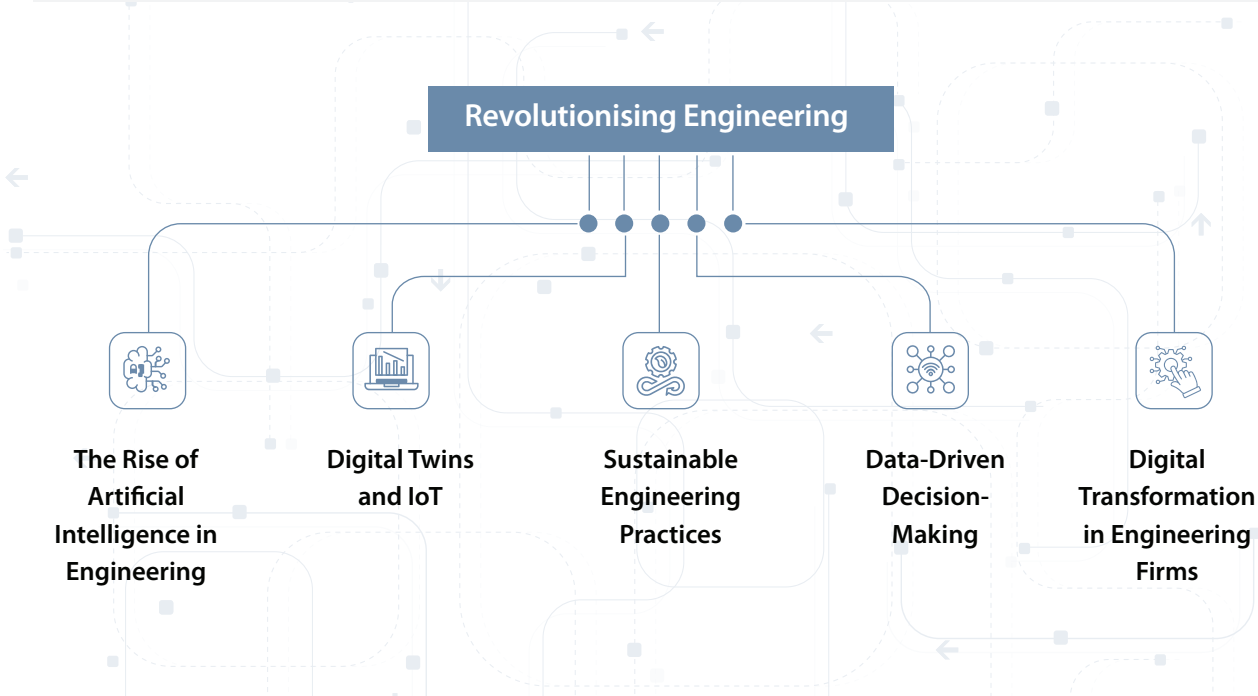 Revolutionising Engineering
The Rise of
Artificial
Intelligence in
Engineering
Digital Twins
and IoT
Sustainable
Engineering
Practices
Data-Driven
Decision-
Making
Digital
Transformation
in Engineering
Firms